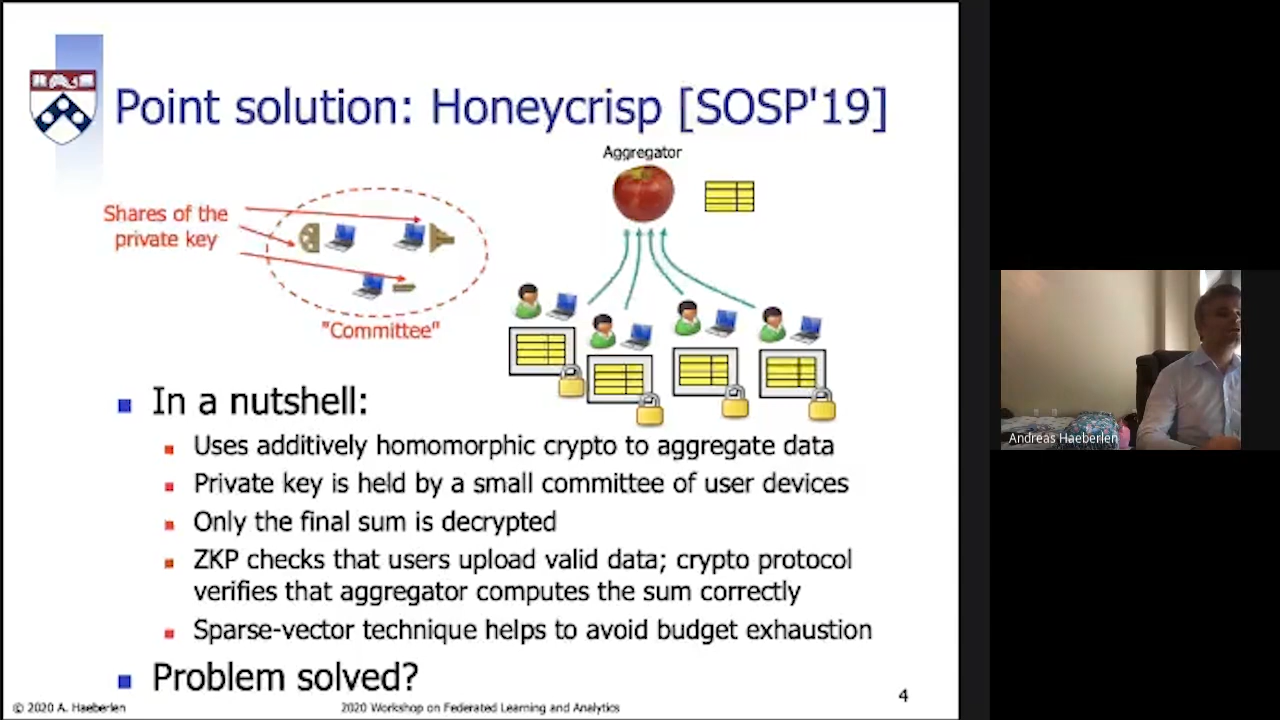 Point solution: Honeycrisp [SOSP'19]
Aggregator
Shares of the
private key
"Committee"
In a nutshell:
Uses additively homomorphic crypto to aggregate data
Private key is held by a small committee of user devices
Only the final sum is decrypted
ZKP checks that users upload valid data; crypto protocol
verifies that aggregator computes the sum correctly
Sparse-vector technique helps to avoid budget exhaustion
Problem solved?
© 2020 A. Haeberlen
2020 Workshop on Federated Learning and Analytics
4
Andreas Haeberlen